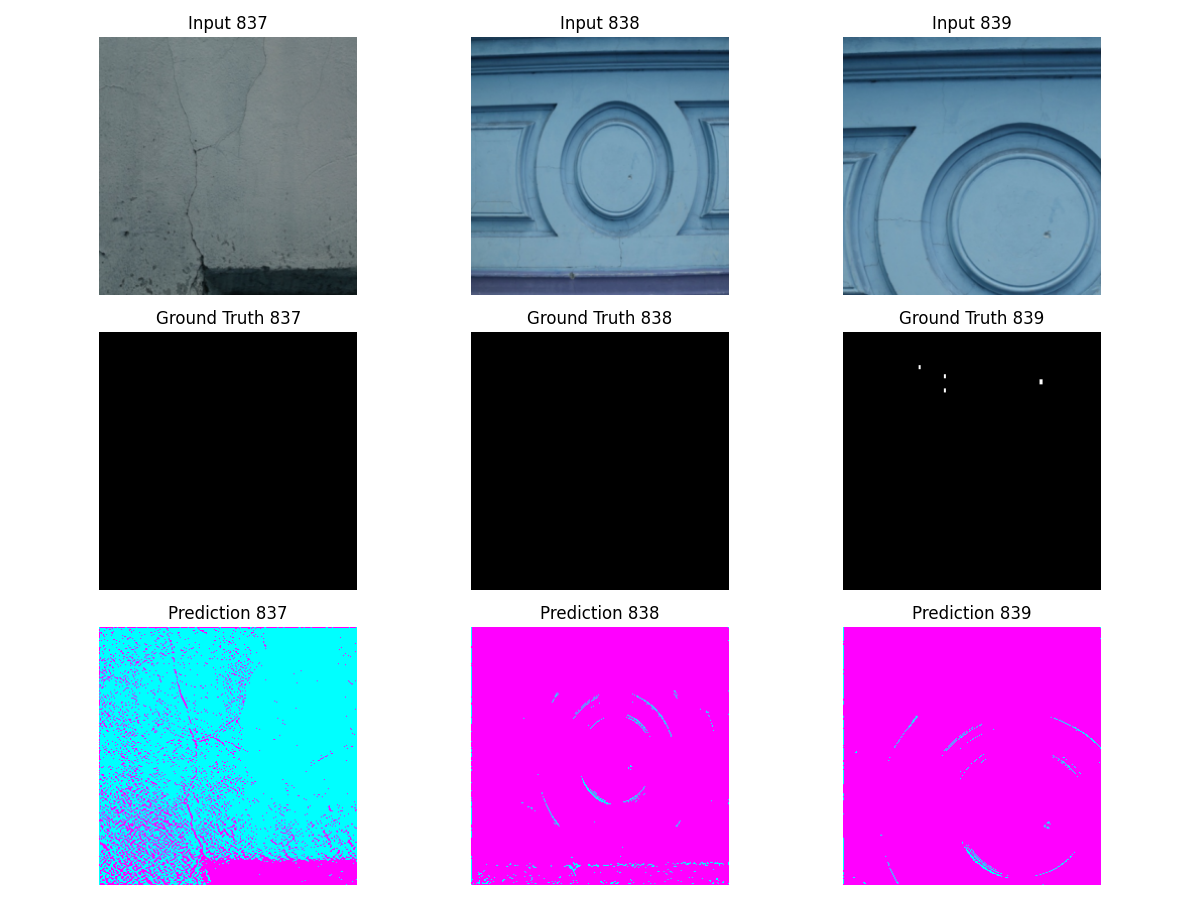 Input 837
Input 838
Input 839
Ground Truth 837
Ground Truth 838
Ground Truth 839
Prediction 837
Prediction 838
Prediction 839